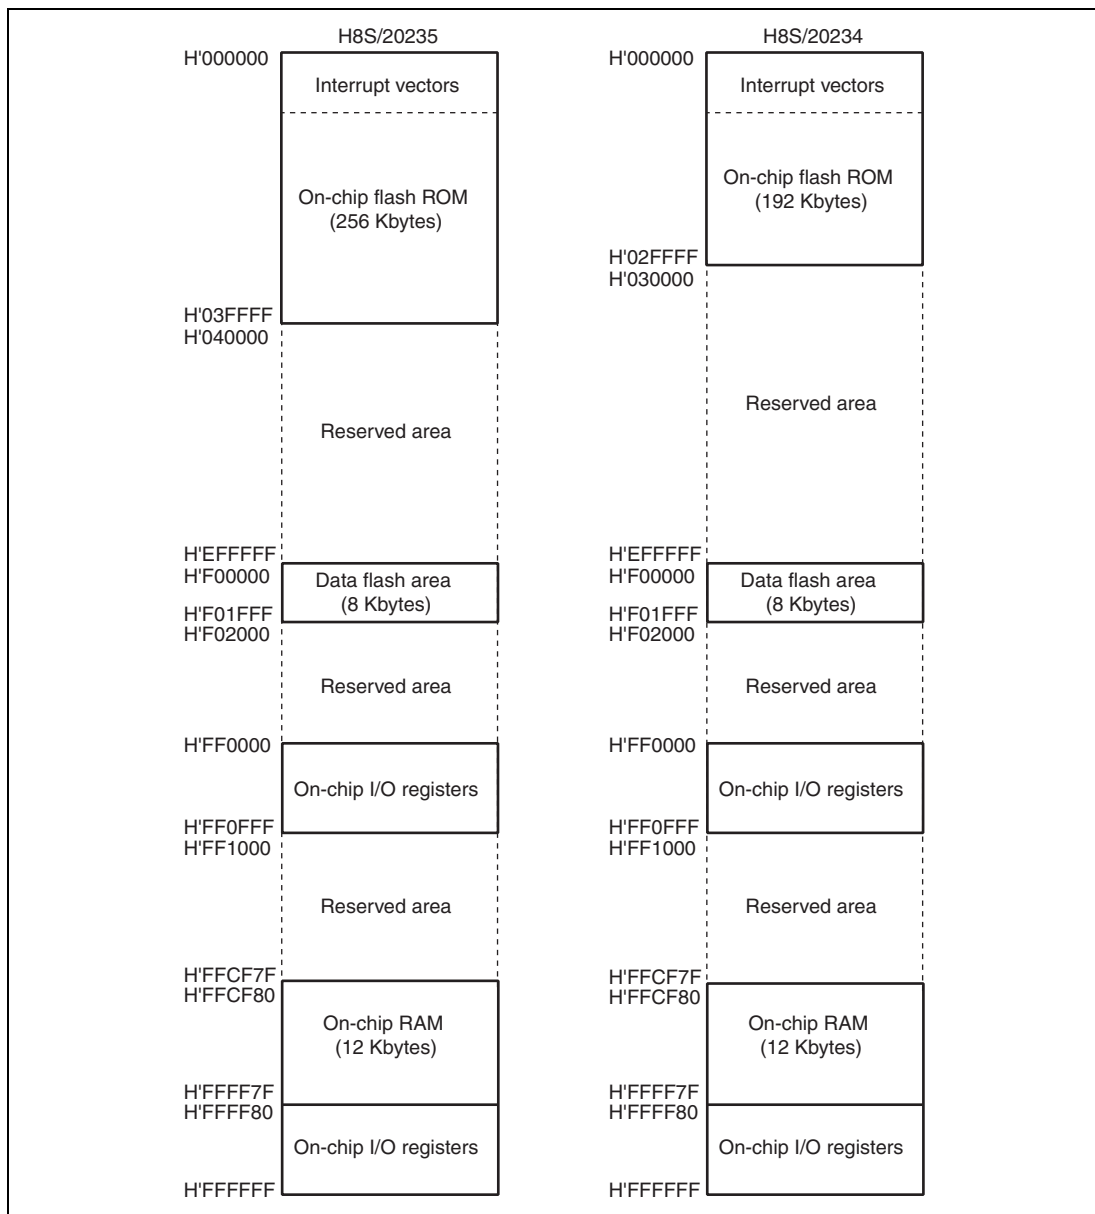 H8S/20235
H'000000
Interrupt vectors
On-chip flash ROM
(256 Kbytes)
H'03FFFF
H'040000
Reserved area
H'EFFFFF
H'F00000
Data flash area
(8 Kbytes)
H'F01FFF
H'F02000
Reserved area
H'FF0000
On-chip I/O registers
H'FF0FFF
H'FF1000
Reserved area
H'FFCF7F
H'FFCF80
On-chip RAM
(12 Kbytes)
H'FFFF7F
H'FFFF80
On-chip I/O registers
H'FFFFFF
H8S/20234
H'000000
Interrupt vectors
On-chip flash ROM
(192 Kbytes)
H'02FFFF
H'030000
Reserved area
H'EFFFFF
H'F00000
Data flash area
(8 Kbytes)
H'F01FFF
H'F02000
Reserved area
H'FF0000
On-chip I/O registers
H'FF0FFF
H'FF1000
Reserved area
H'FFCF7F
H'FFCF80
On-chip RAM
(12 Kbytes)
H'FFFF7F
H'FFFF80
On-chip I/O registers
H'FFFFFF